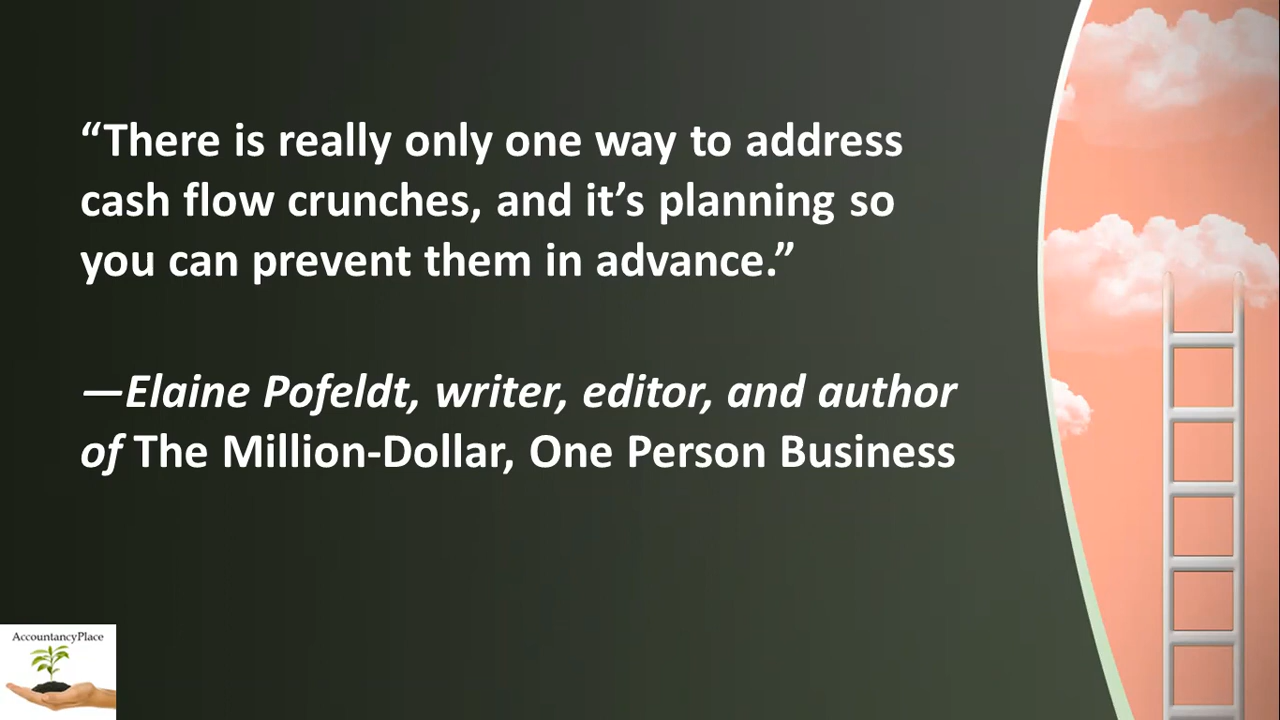 “There is really only one way to address
cash flow crunches, and it’s planning so
you can prevent them in advance.”
—Elaine Pofeldt, writer, editor, and author
of The Million-Dollar, One Person Business
AccountancyPlace